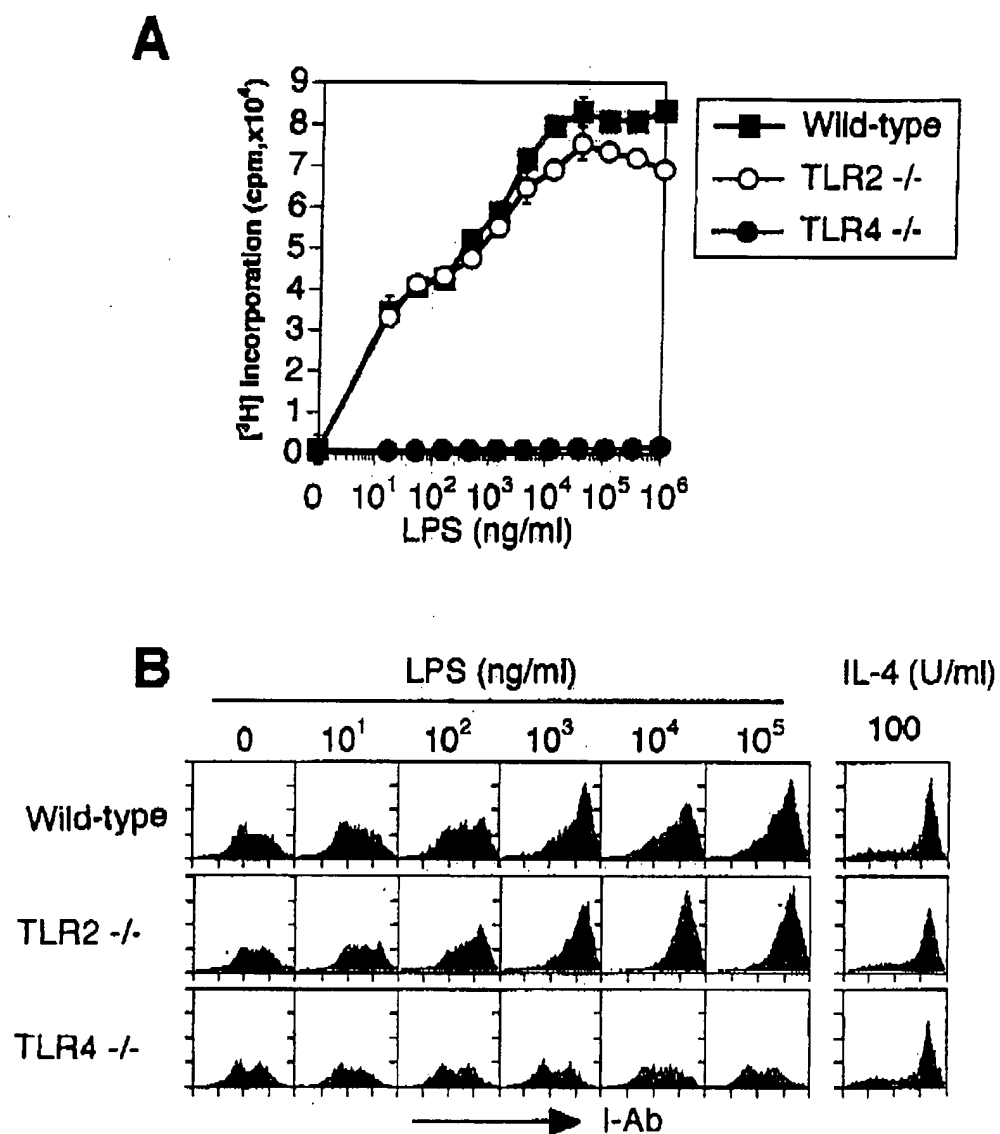 A
[³H] Incorporation (cpm,x10⁴)
9
8
7
6
5
4
3
2
1
0
0 10¹ 10² 10³ 10⁴ 10⁵ 10⁶
LPS (ng/ml)
Wild-type
TLR2 -/-
TLR4 -/-
B
LPS (ng/ml) IL-4 (U/ml)
0 10¹ 10² 10³ 10⁴ 10⁵ 100
Wild-type
TLR2 -/-
TLR4 -/-
I-Ab